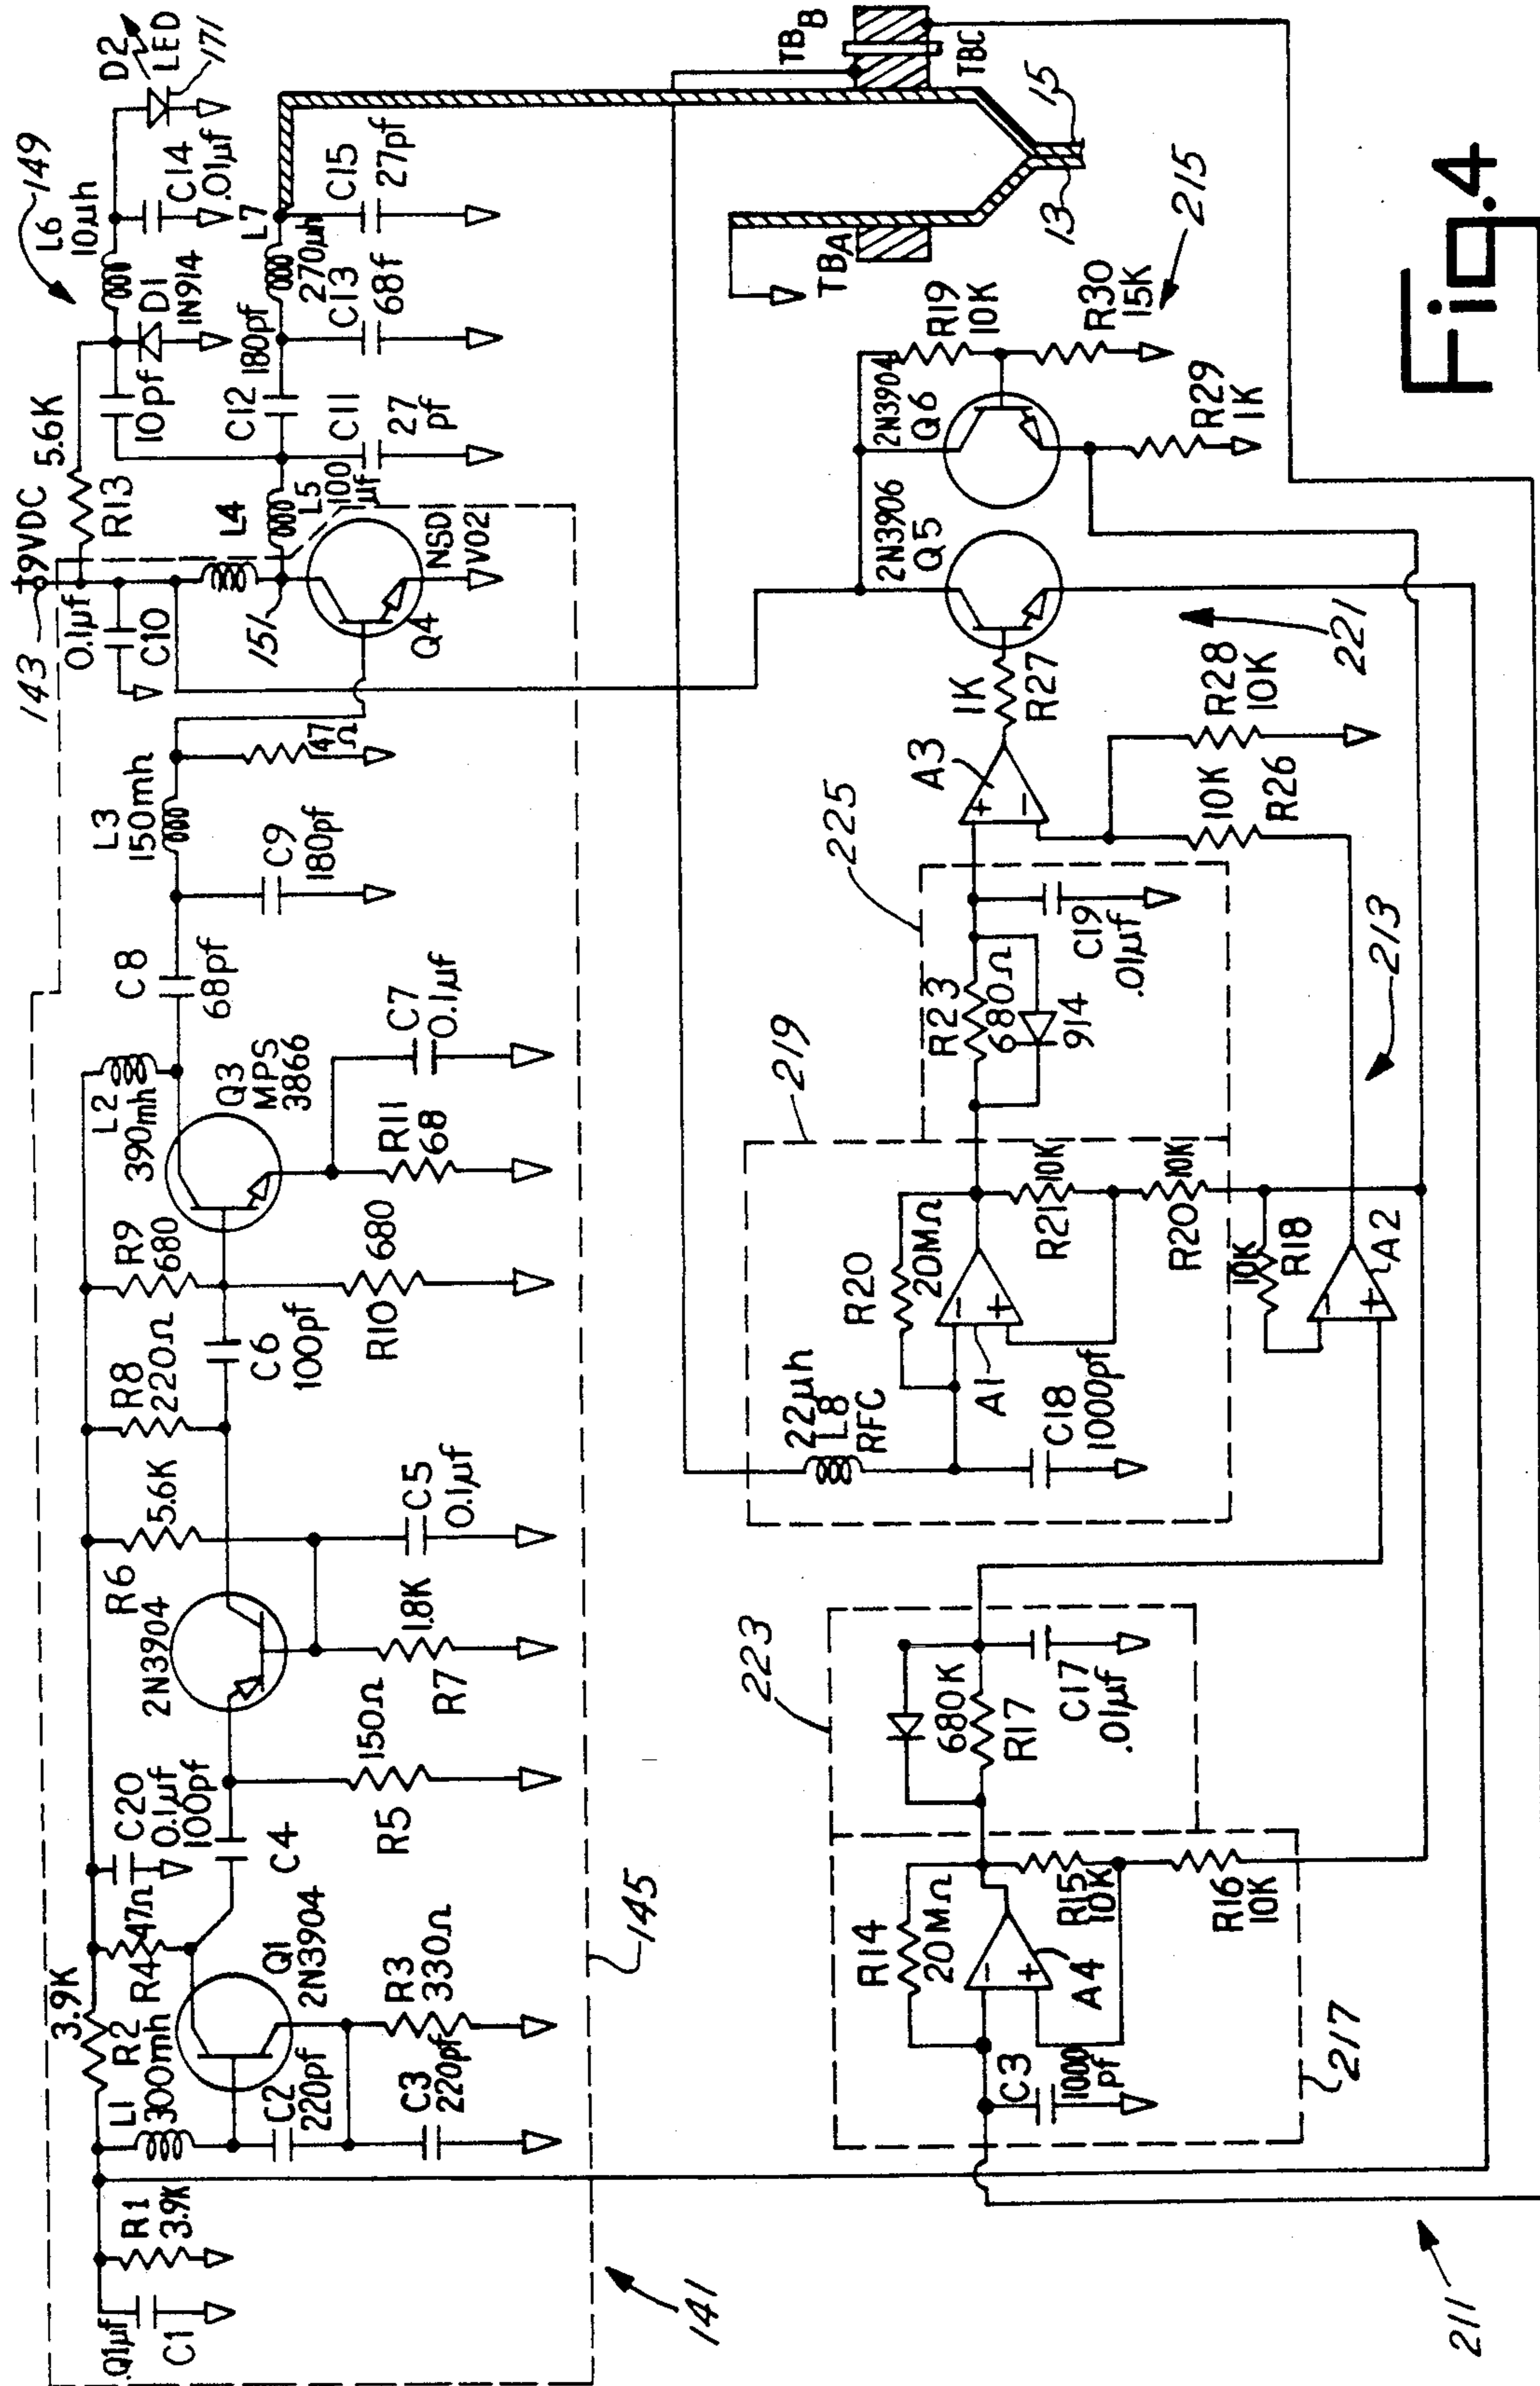 143
+9VDC
0.1µf
C10
R13
5.6K
149
L6
10µh
D2
LED
171
10pf
D1
1N914
C14
.01µf
L4
L5
100
µf
151
C12
180pf
L7
270µh
C11
27
pf
C13
68f
C15
27pf
Q4
NSD1
VO2
.01µf
C1
R1
3.9K
L1
300mh
R2
3.9K
R4
47Ω
C20
0.1µf
100pf
C4
Q1
2N3904
C2
220pf
C3
220pf
R3
330Ω
R5
150Ω
2N3904
R6
5.6K
R7
1.8K
C5
0.1µf
R8
220Ω
C6
100pf
R9
680
R10
680
L2
390mh
Q3
MPS
3866
R11
68
C7
0.1µf
C8
68pf
C9
180pf
L3
150mh
47
Ω
141
145
TBA
TBB
TBC
13
15
22µh
L8
RFC
219
R20
20MΩ
A1
C18
1000pf
R21
10K
R20
10K
225
R23
680Ω
914
C19
.01µf
A3
1K
R27
2N3906
Q5
2N3904
Q6
R19
10K
R30
15K
R29
1K
215
221
R28
10K
10K
R26
213
10K
R18
A2
223
680K
R17
C17
.01µf
R14
20MΩ
A4
R15
10K
R16
10K
C3
1000
pf
217
211
Fig.4